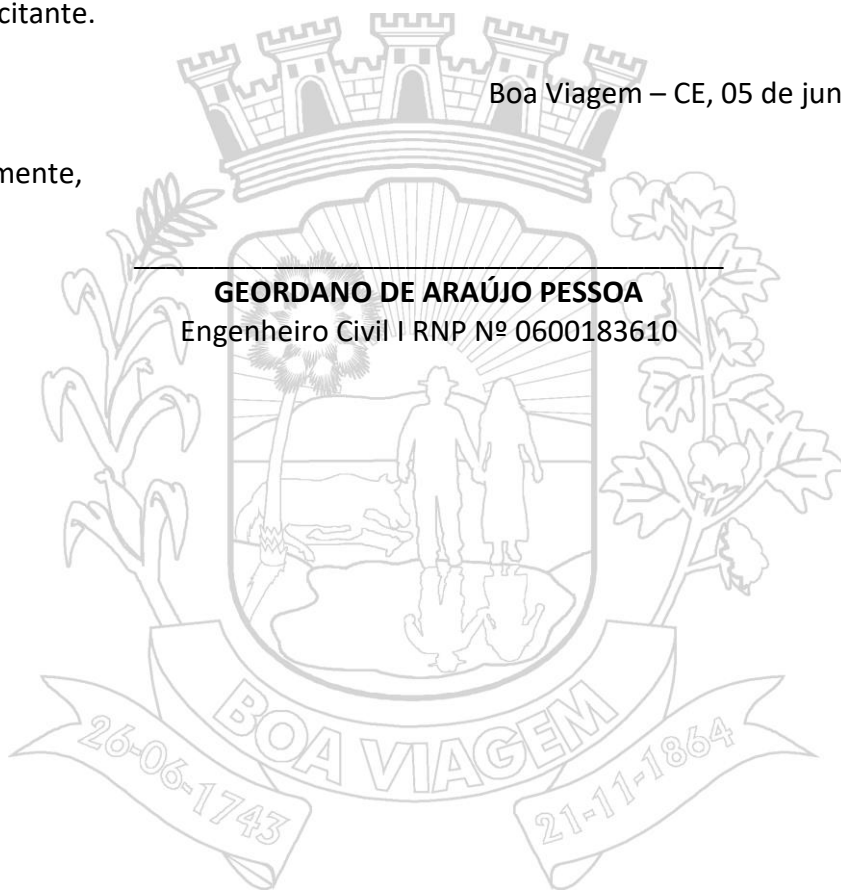 citante.
Boa Viagem – CE, 05 de jun
mente,
GEORDANO DE ARAÚJO PESSOA
Engenheiro Civil I RNP Nº 0600183610
BOA VIAGEM
26-06-1743
21-11-1864